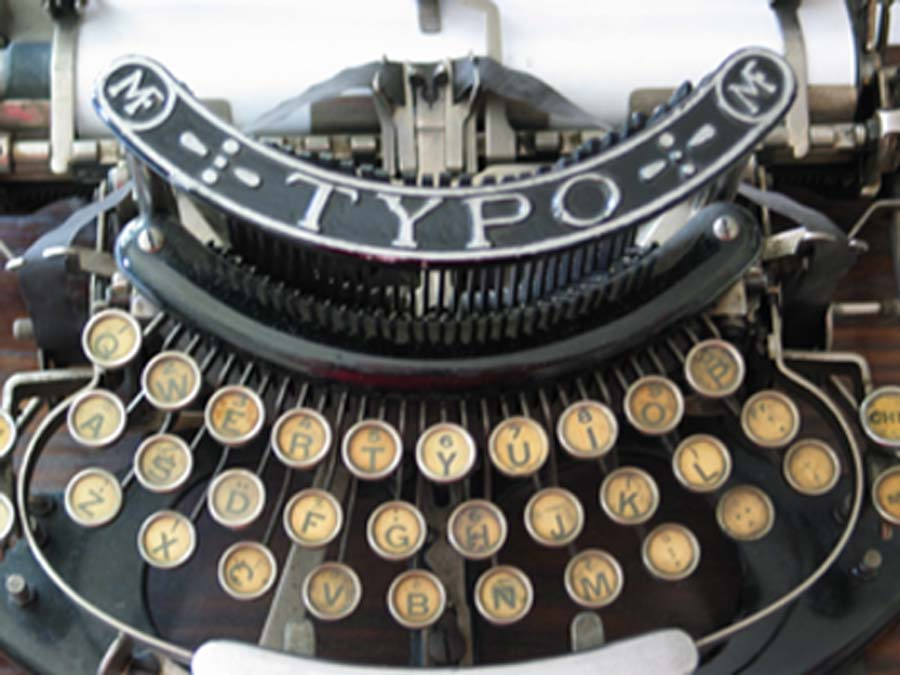 MF TYPO MF
Q W E R T Y U I O P
A S D F G H J K L
Z X C V B N M